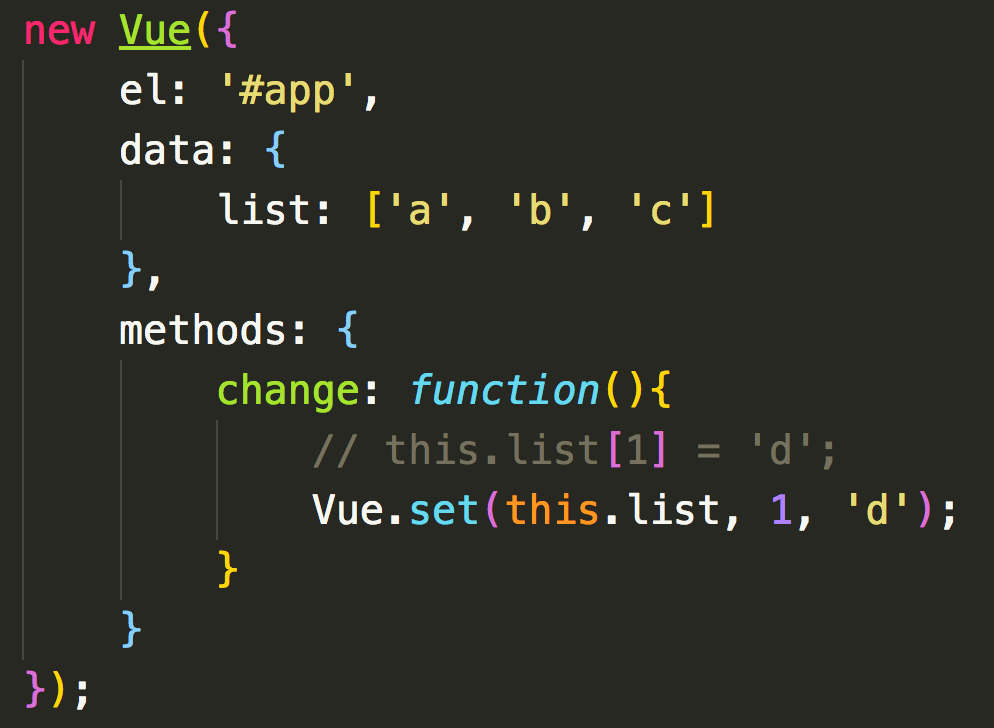 new Vue({
    el: '#app',
    data: {
        list: ['a', 'b', 'c']
    },
    methods: {
        change: function(){
            // this.list[1] = 'd';
            Vue.set(this.list, 1, 'd');
        }
    }
});